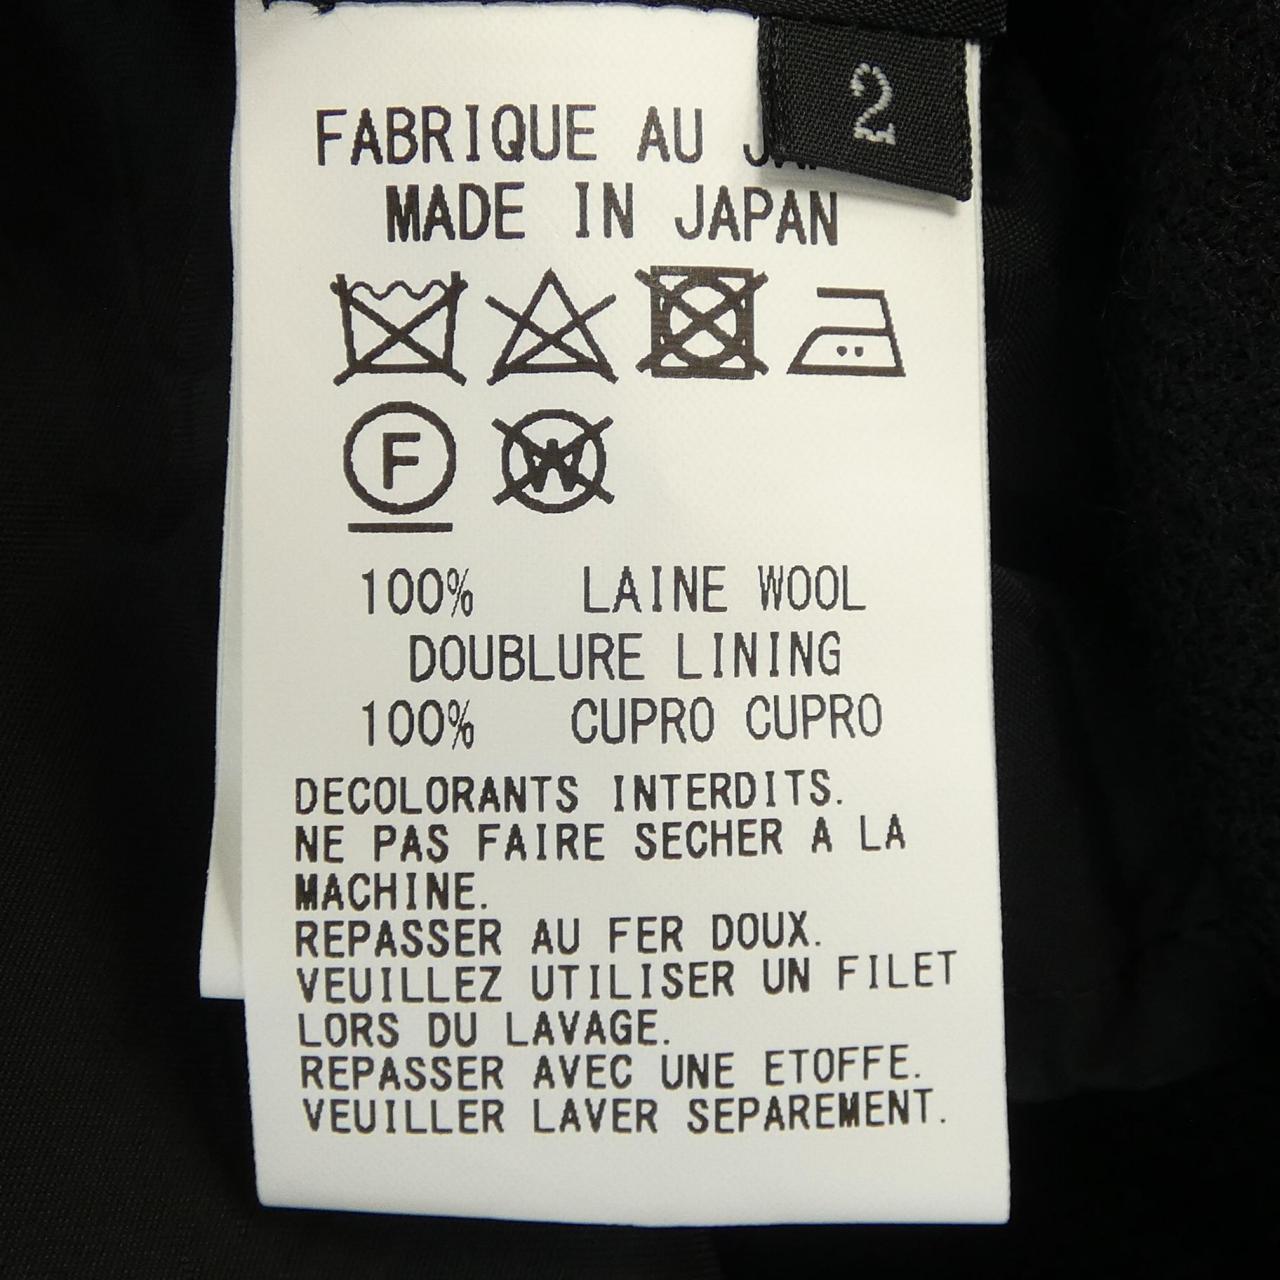 2
FABRIQUE AU
MADE IN JAPAN
F
W
100% LAINE WOOL
DOUBLURE LINING
100% CUPRO CUPRO
DECOLORANTS INTERDITS.
NE PAS FAIRE SECHER A LA
MACHINE.
REPASSER AU FER DOUX.
VEUILLEZ UTILISER UN FILET
LORS DU LAVAGE.
REPASSER AVEC UNE ETOFFE.
VEUILLER LAVER SEPAREMENT.